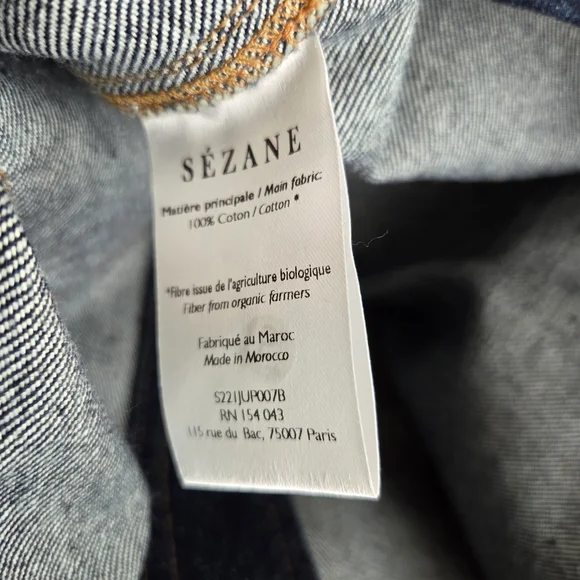 SÉZANE
Matière principale / Main fabric:
100% Coton / Cotton *
*Fibre issue de l'agriculture biologique
Fiber from organic farmers
Fabriqué au Maroc
Made in Morocco
S221JUP007B
RN 154 043
115 rue du Bac, 75007 Paris